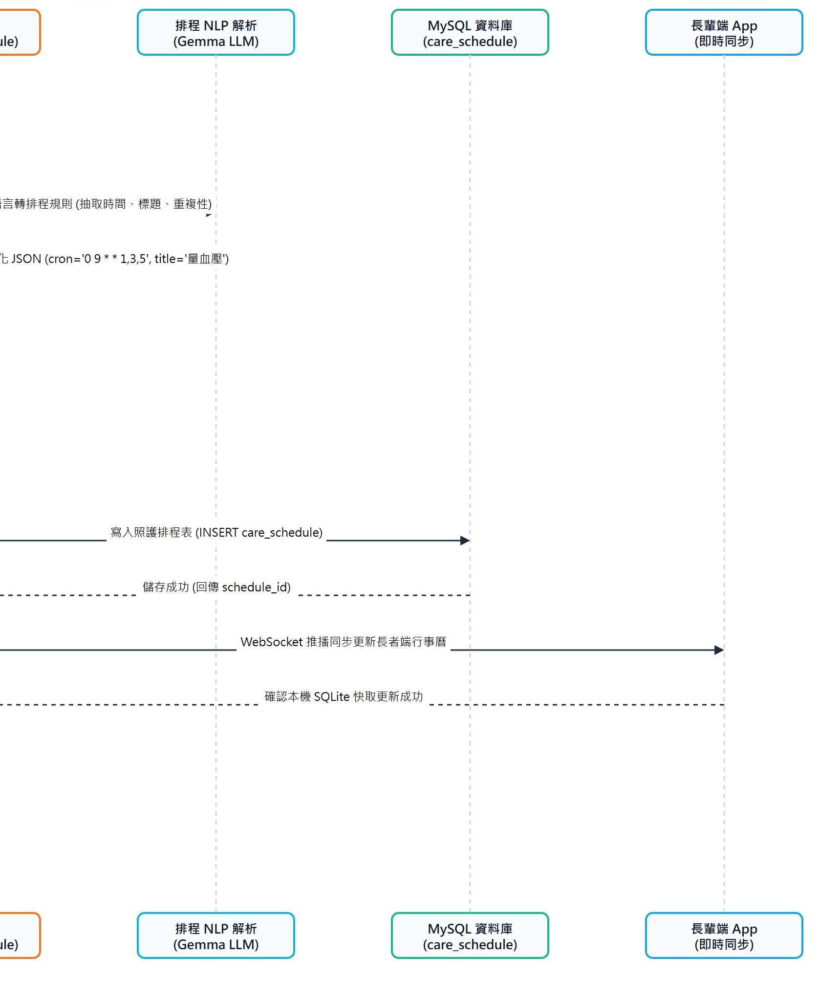 ule)
排程 NLP 解析
(Gemma LLM)
MySQL 資料庫
(care_schedule)
長輩端 App
(即時同步)
言轉排程規則 (抽取時間、標題、重複性)
化 JSON (cron='0 9 * * 1,3,5', title='量血壓')
寫入照護排程表 (INSERT care_schedule)
儲存成功 (回傳 schedule_id)
WebSocket 推播同步更新長者端行事曆
確認本機 SQLite 快取更新成功
ule)
排程 NLP 解析
(Gemma LLM)
MySQL 資料庫
(care_schedule)
長輩端 App
(即時同步)